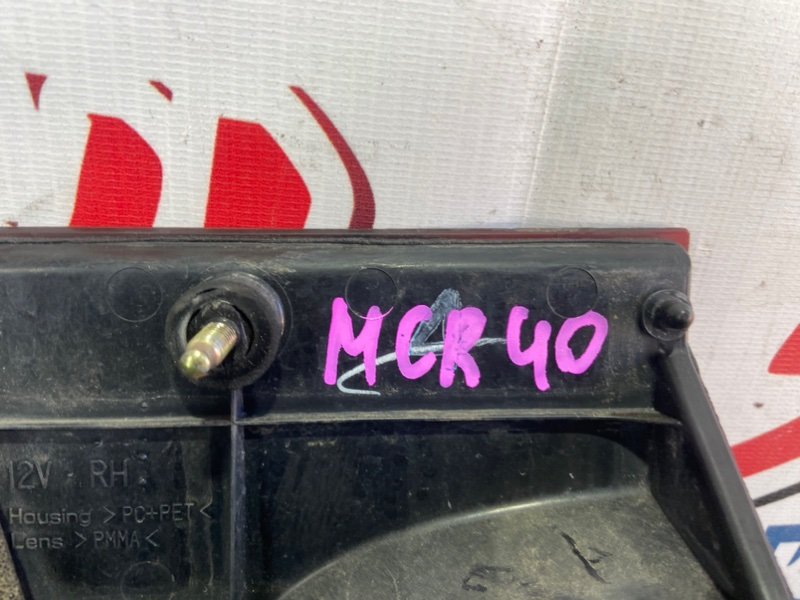 MCR40
12V - RH
Housing >PC+PET<
Lens >PMMA<